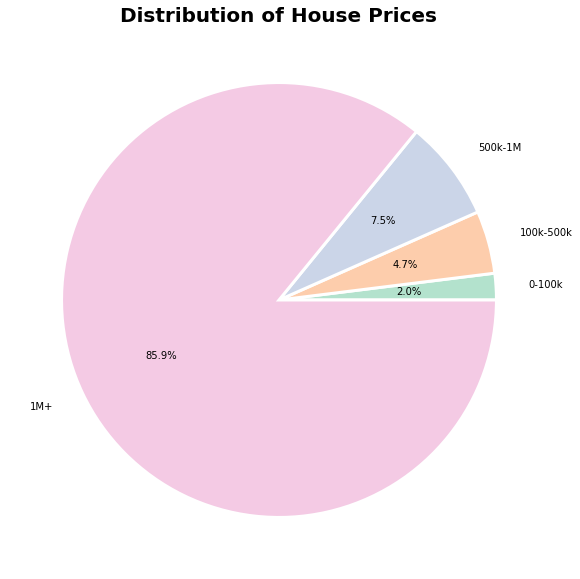 Distribution of House Prices
500k-1M
7.5%
100k-500k
4.7%
0-100k
2.0%
85.9%
1M+